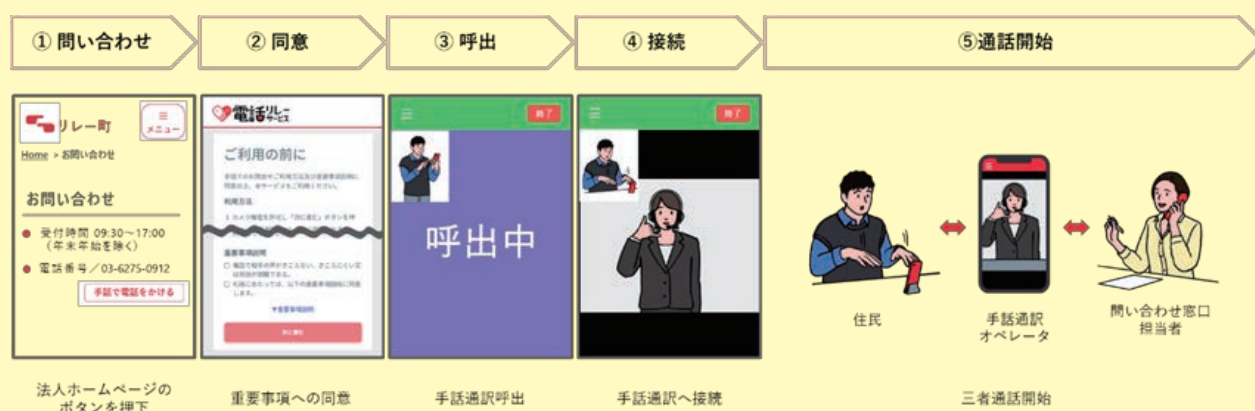 ① 問い合わせ
② 同意
③ 呼出
④ 接続
⑤通話開始
リレー町
メニュー
Home > お問い合わせ
お問い合わせ
受付時間 09:30～17:00
（年末年始を除く）
電話番号／03-6275-0912
手話で電話をかける
電話リレー
サービス
ご利用の前に
利用方法
重要事項説明
▼重要事項説明
次に進む
終了
呼出中
終了
住民
手話通訳
オペレータ
問い合わせ窓口
担当者
法人ホームページの
ボタンを押下
重要事項への同意
手話通訳呼出
手話通訳へ接続
三者通話開始